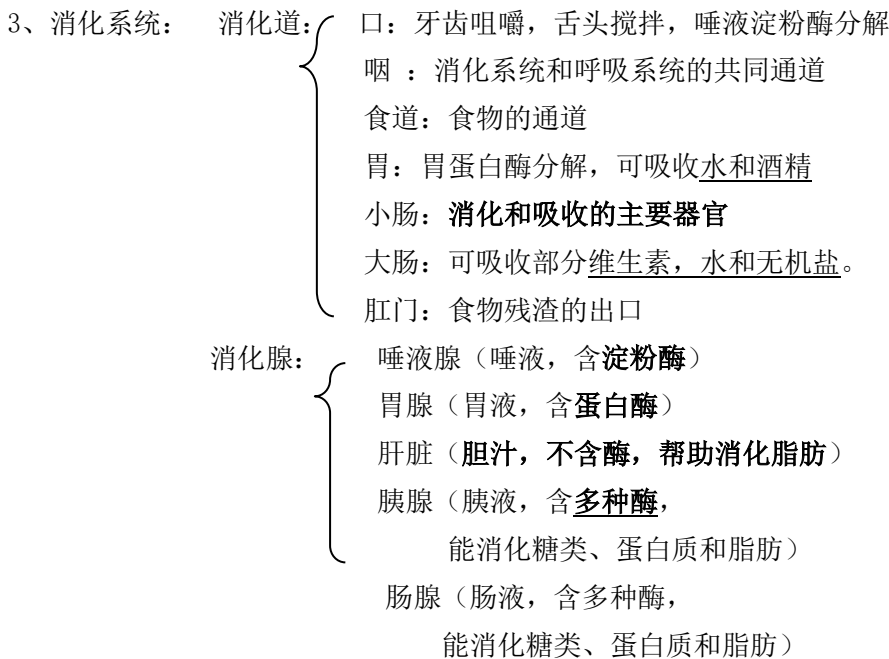 3、消化系统： 消化道： 口：牙齿咀嚼，舌头搅拌，唾液淀粉酶分解
咽 ：消化系统和呼吸系统的共同通道
食道：食物的通道
胃：胃蛋白酶分解，可吸收水和酒精
小肠：消化和吸收的主要器官
大肠：可吸收部分维生素，水和无机盐。
肛门：食物残渣的出口
消化腺： 唾液腺（唾液，含淀粉酶）
胃腺（胃液，含蛋白酶）
肝脏（胆汁，不含酶，帮助消化脂肪）
胰腺（胰液，含多种酶，
能消化糖类、蛋白质和脂肪）
肠腺（肠液，含多种酶，
能消化糖类、蛋白质和脂肪）